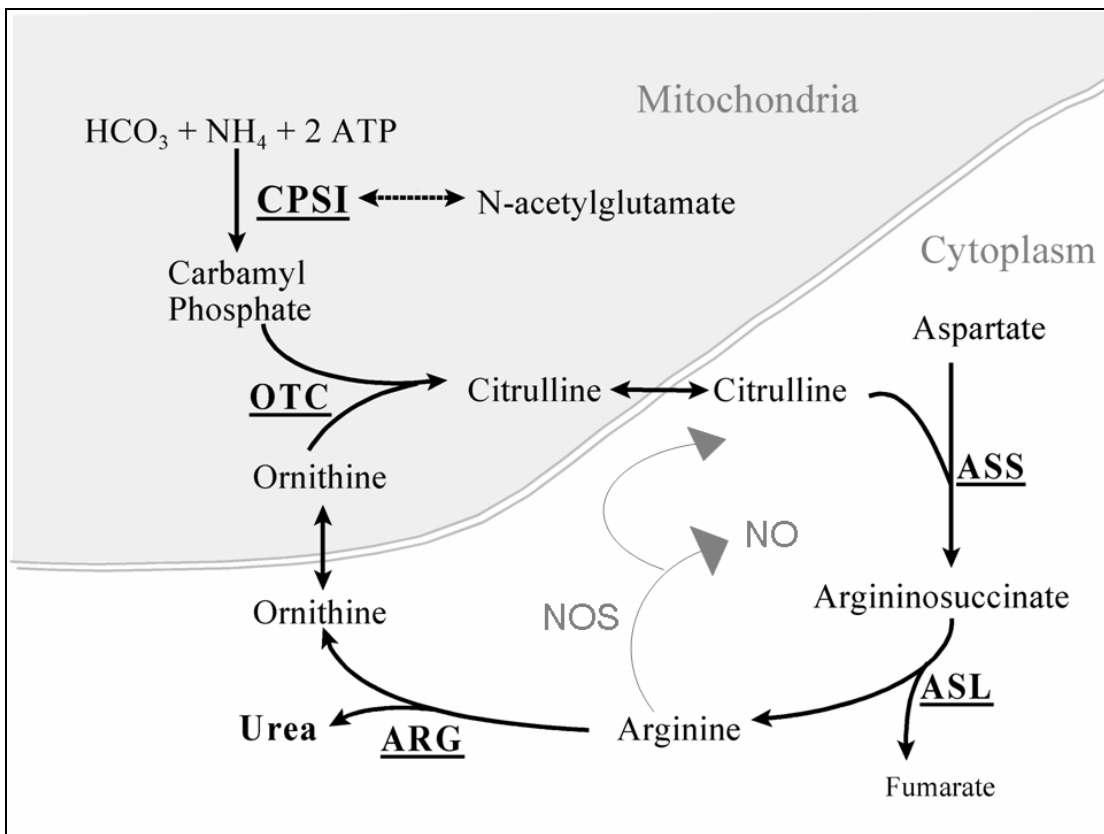 Mitochondria
HCO₃ + NH₄ + 2 ATP
CPSI
N-acetylglutamate
Cytoplasm
Carbamyl
Phosphate
Aspartate
OTC
Citrulline
Citrulline
ASS
Ornithine
NO
Argininosuccinate
Ornithine
NOS
ASL
Urea
ARG
Arginine
Fumarate